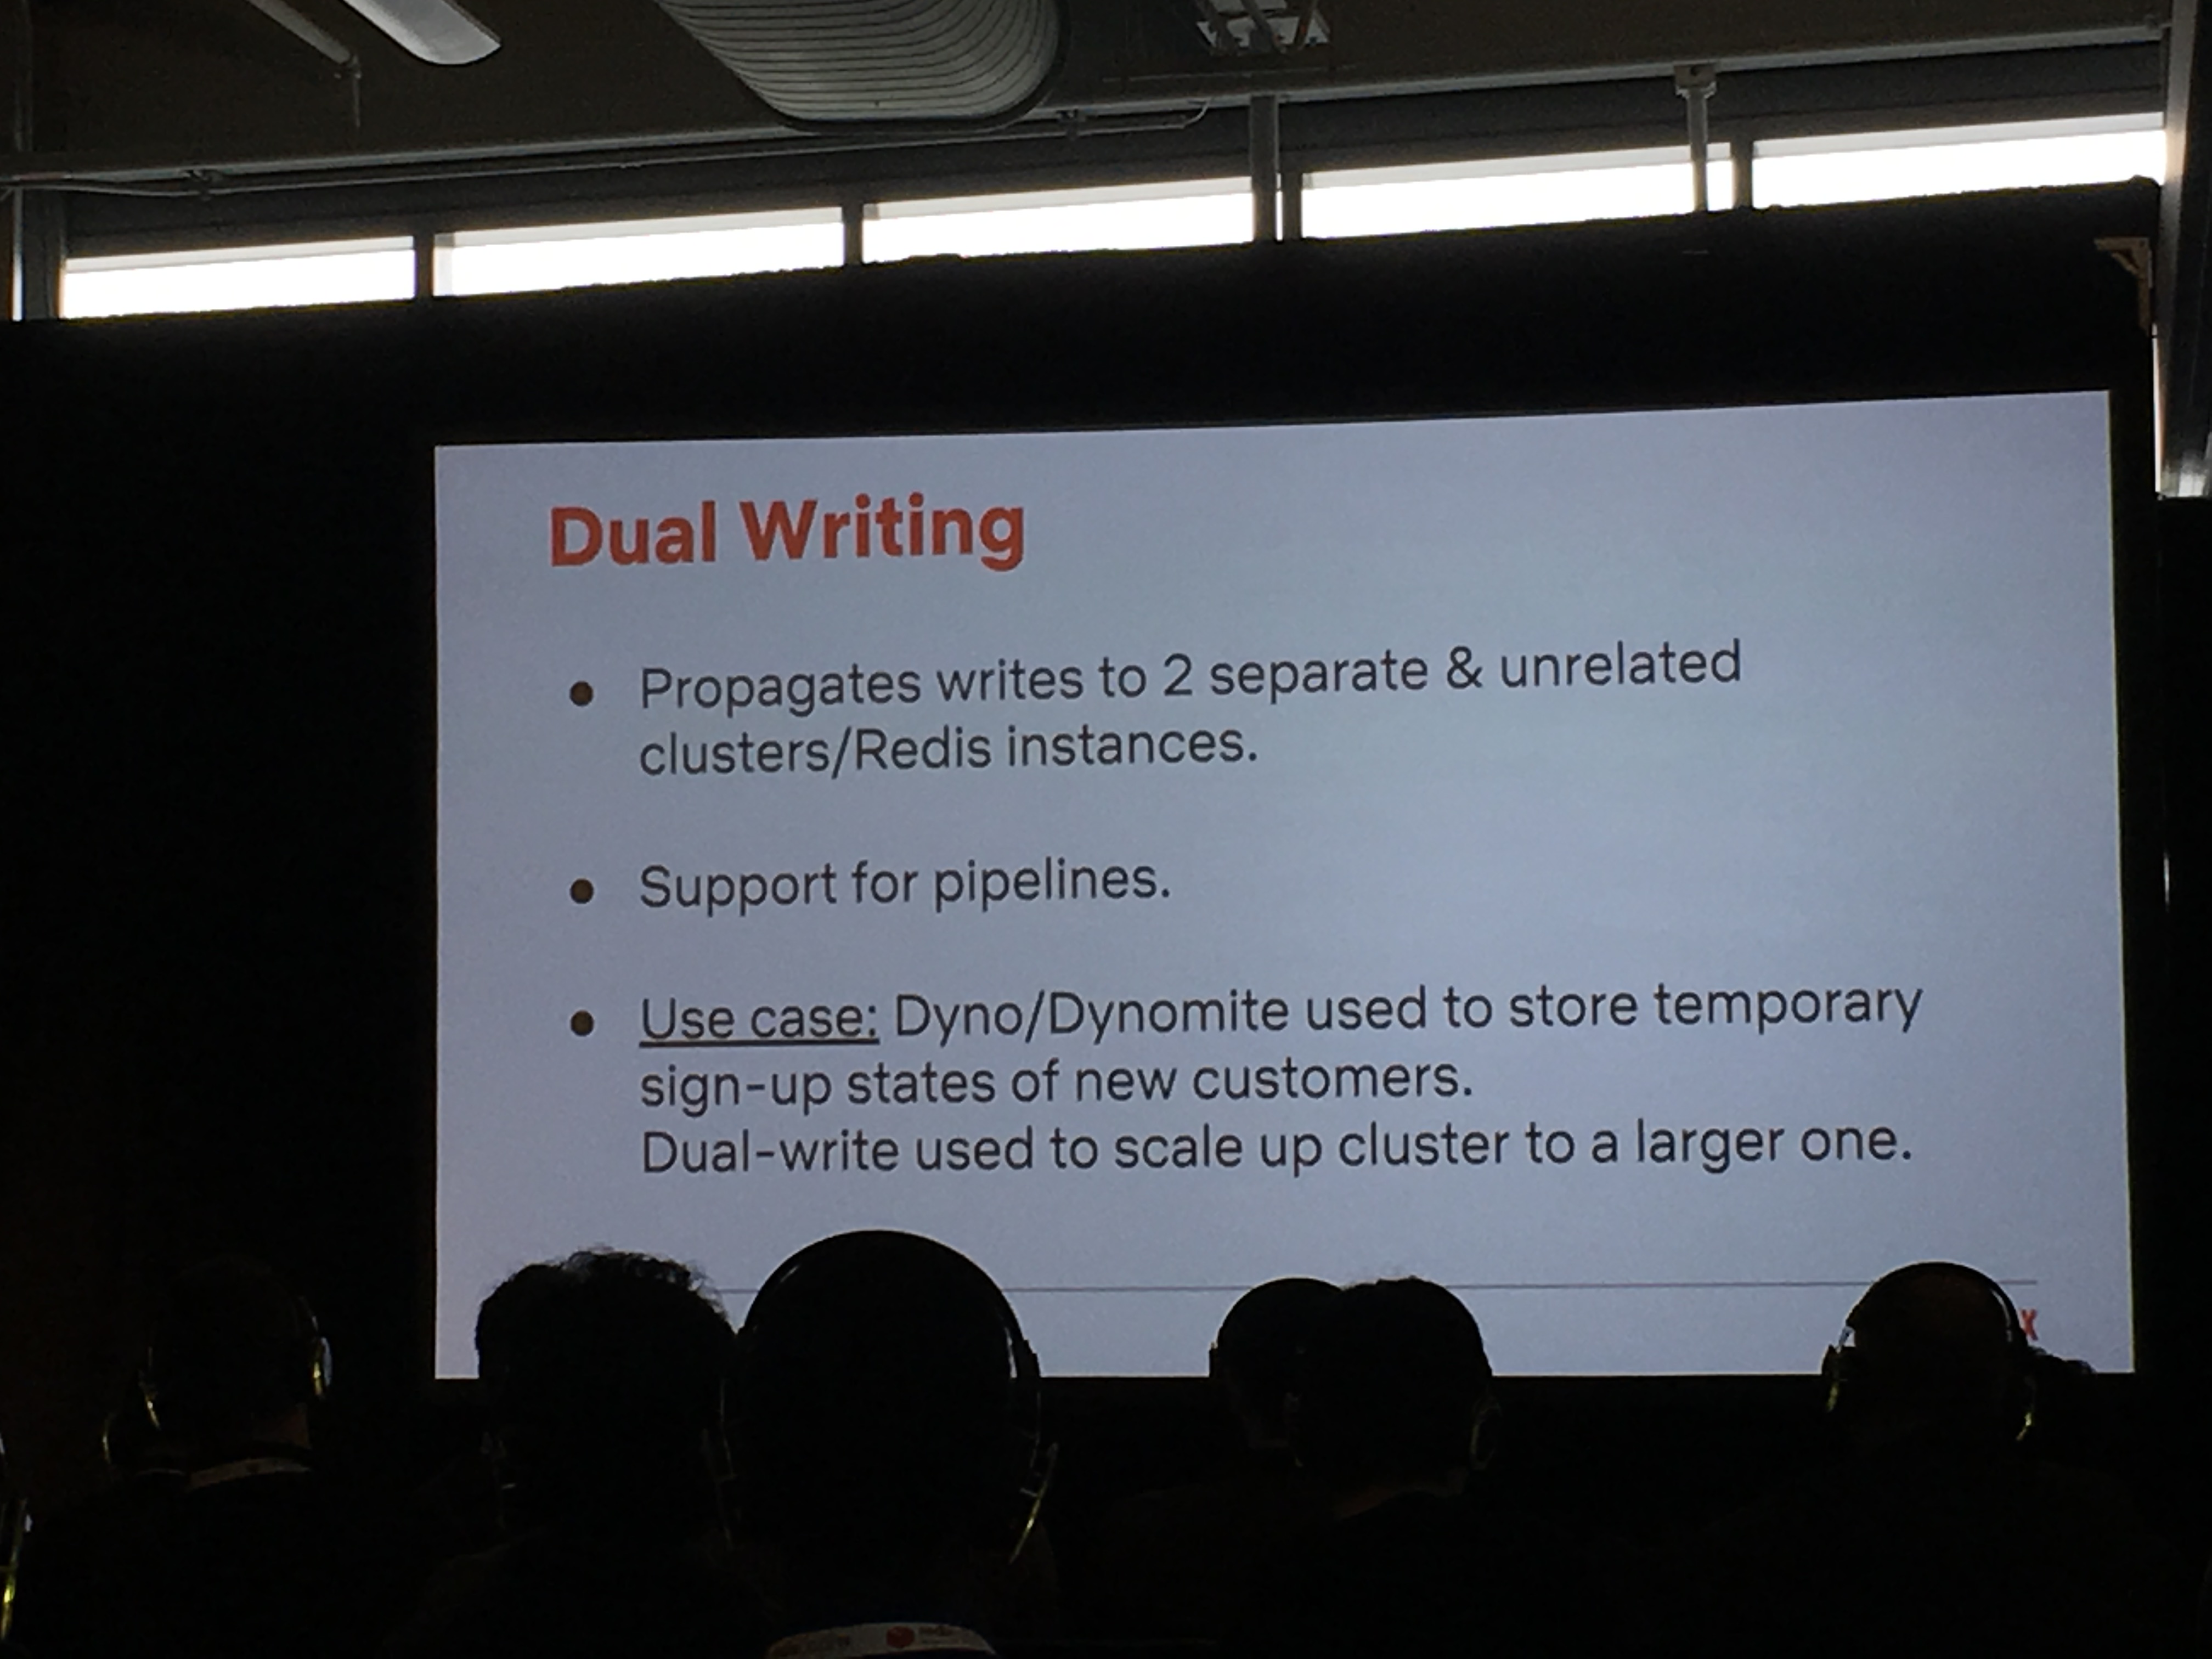 Dual Writing
● Propagates writes to 2 separate & unrelated
clusters/Redis instances.
● Support for pipelines.
● Use case: Dyno/Dynomite used to store temporary
sign-up states of new customers.
Dual-write used to scale up cluster to a larger one.
X